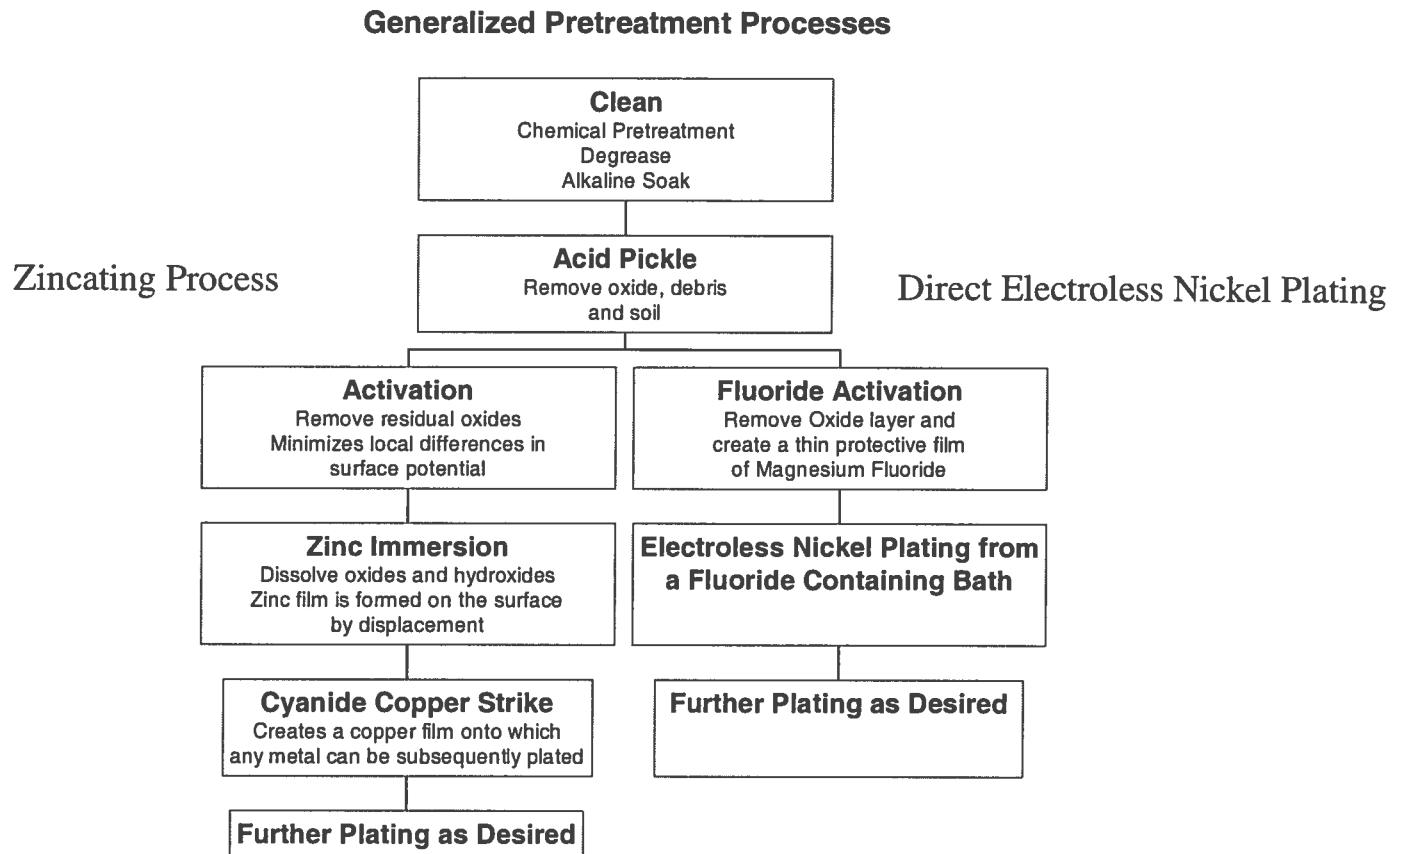 Generalized Pretreatment Processes
Clean
Chemical Pretreatment
Degrease
Alkaline Soak
Acid Pickle
Remove oxide, debris
and soil
Zincating Process
Direct Electroless Nickel Plating
Activation
Remove residual oxides
Minimizes local differences in
surface potential
Fluoride Activation
Remove Oxide layer and
create a thin protective film
of Magnesium Fluoride
Zinc Immersion
Dissolve oxides and hydroxides
Zinc film is formed on the surface
by displacement
Electroless Nickel Plating from
a Fluoride Containing Bath
Cyanide Copper Strike
Creates a copper film onto which
any metal can be subsequently plated
Further Plating as Desired
Further Plating as Desired